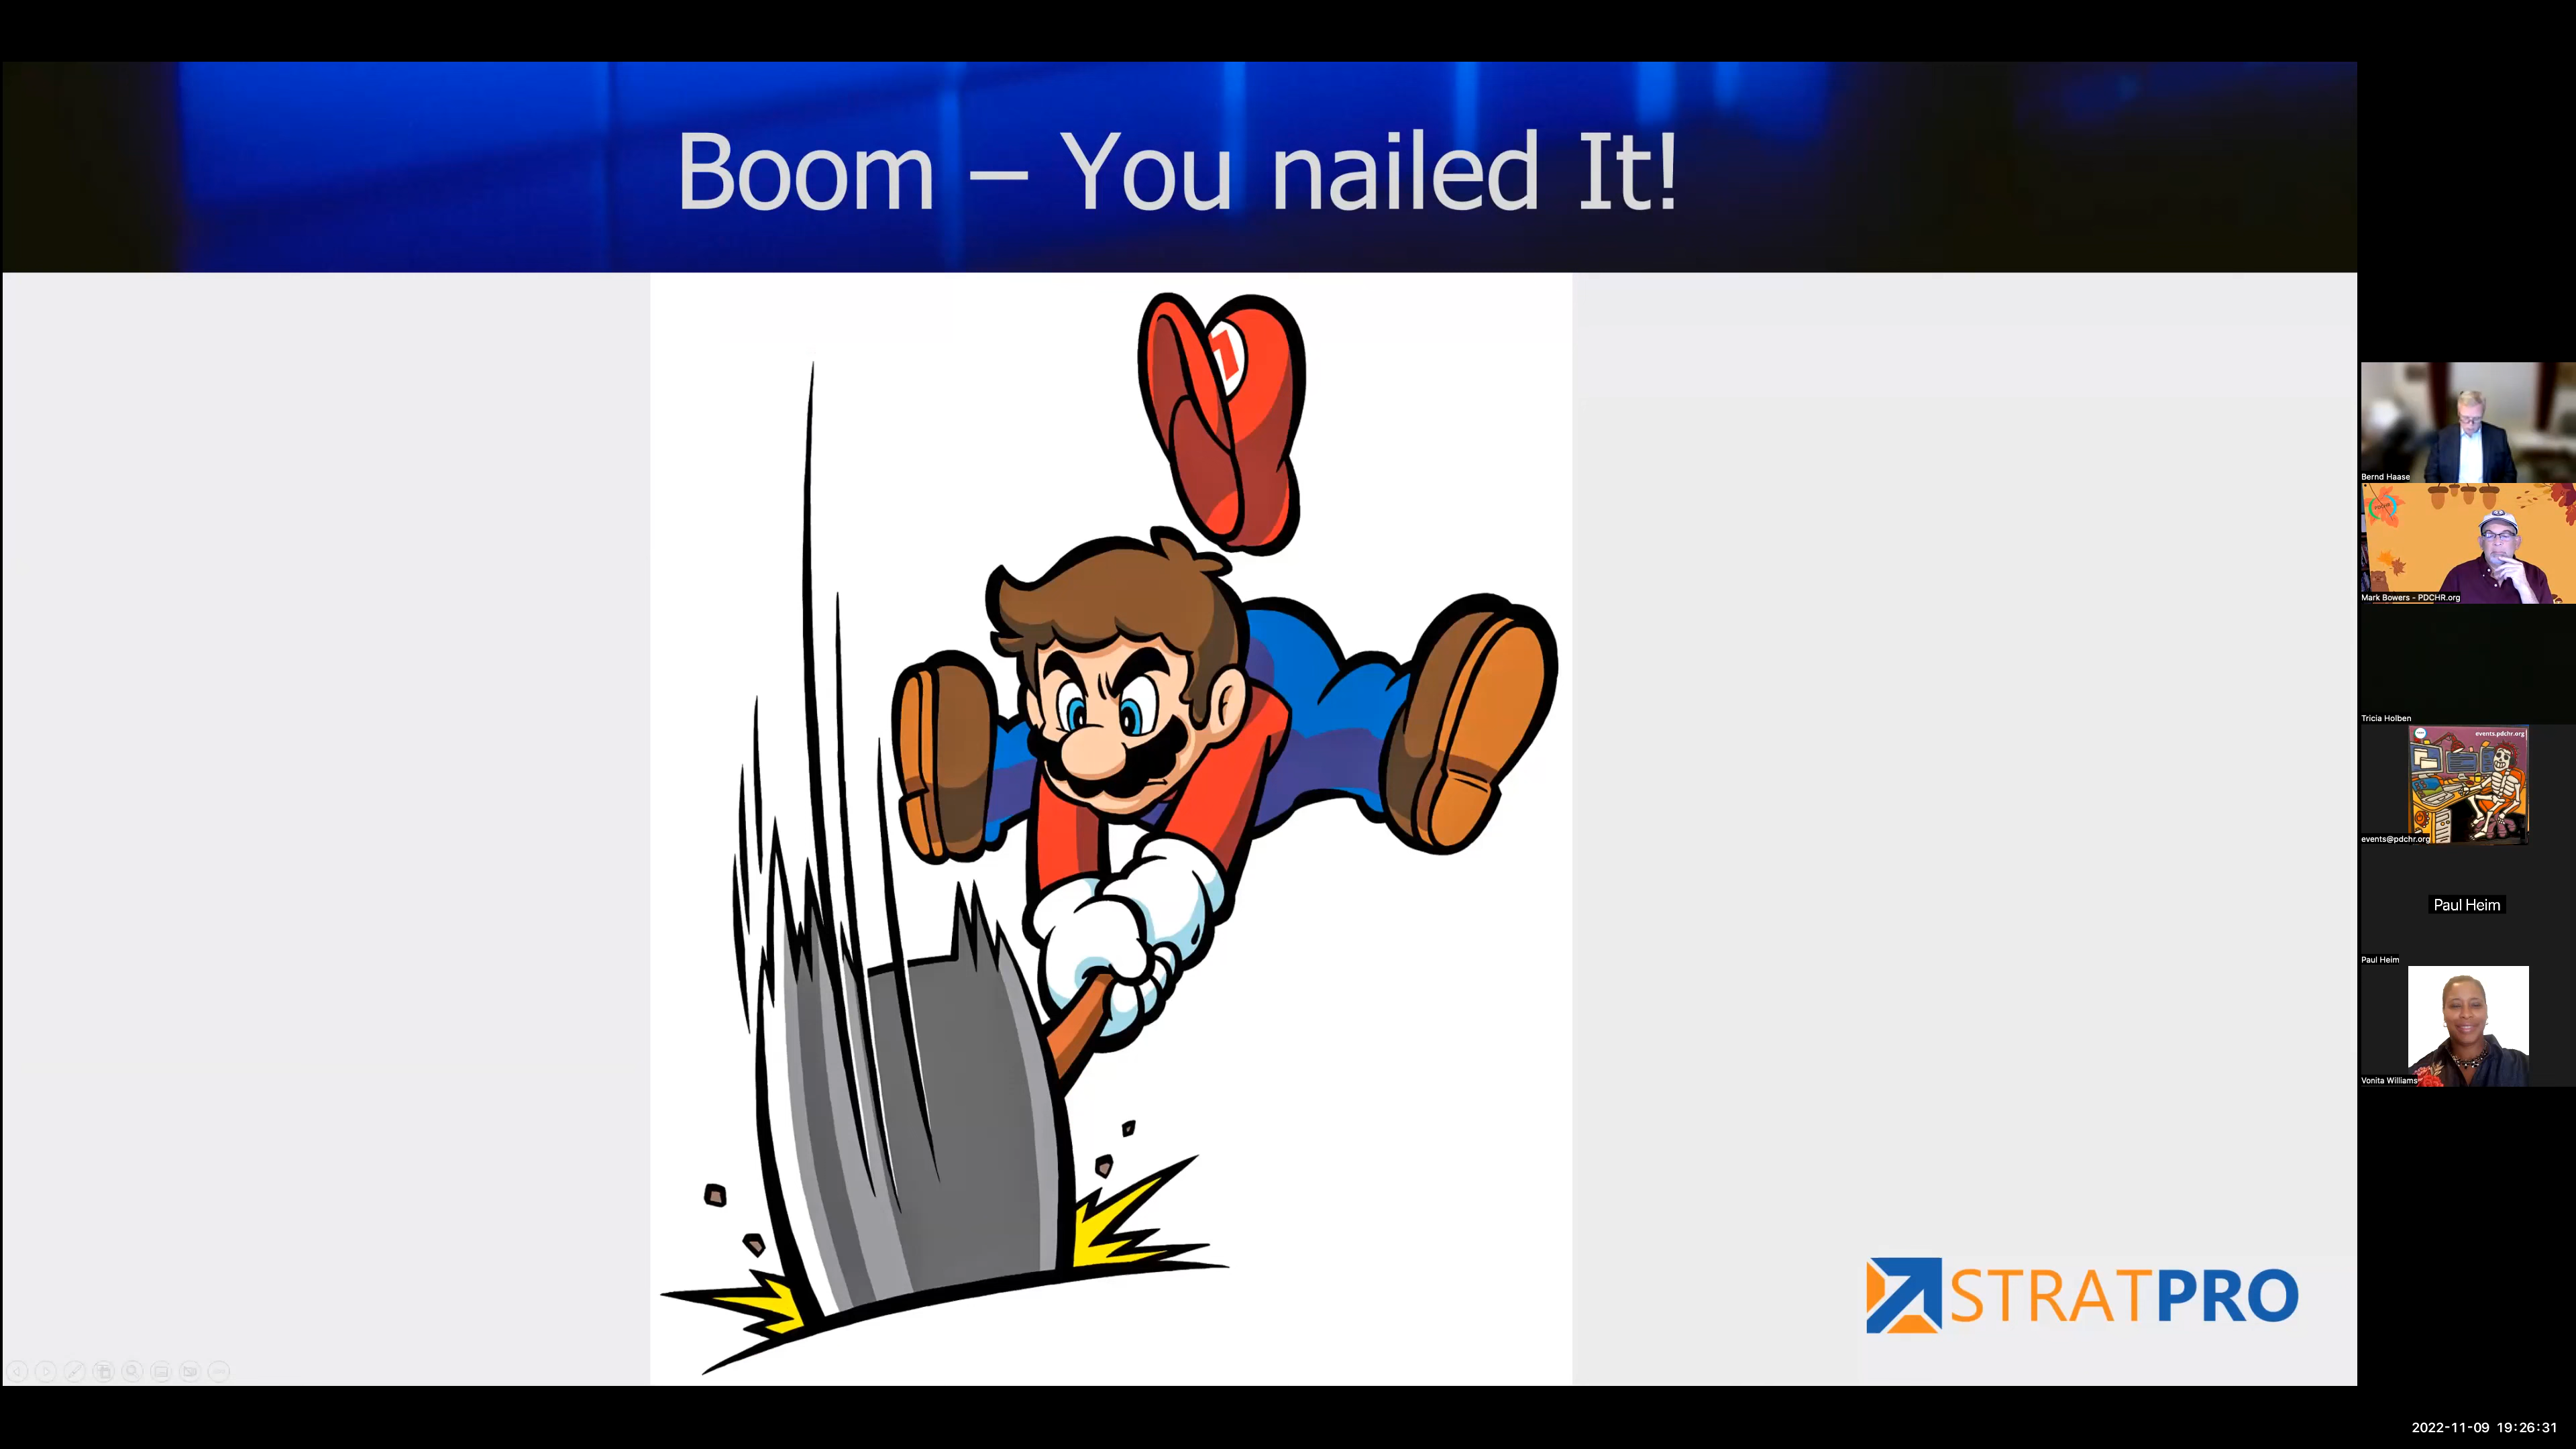 Boom – You nailed It!
STRATPRO
Bernd Haase
Mark Bowers - PDCHR.org
Tricia Holben
events.pdchr.org
events@pdchr.org
Paul Heim
Paul Heim
Vonita Williams
2022-11-09 19:26:31